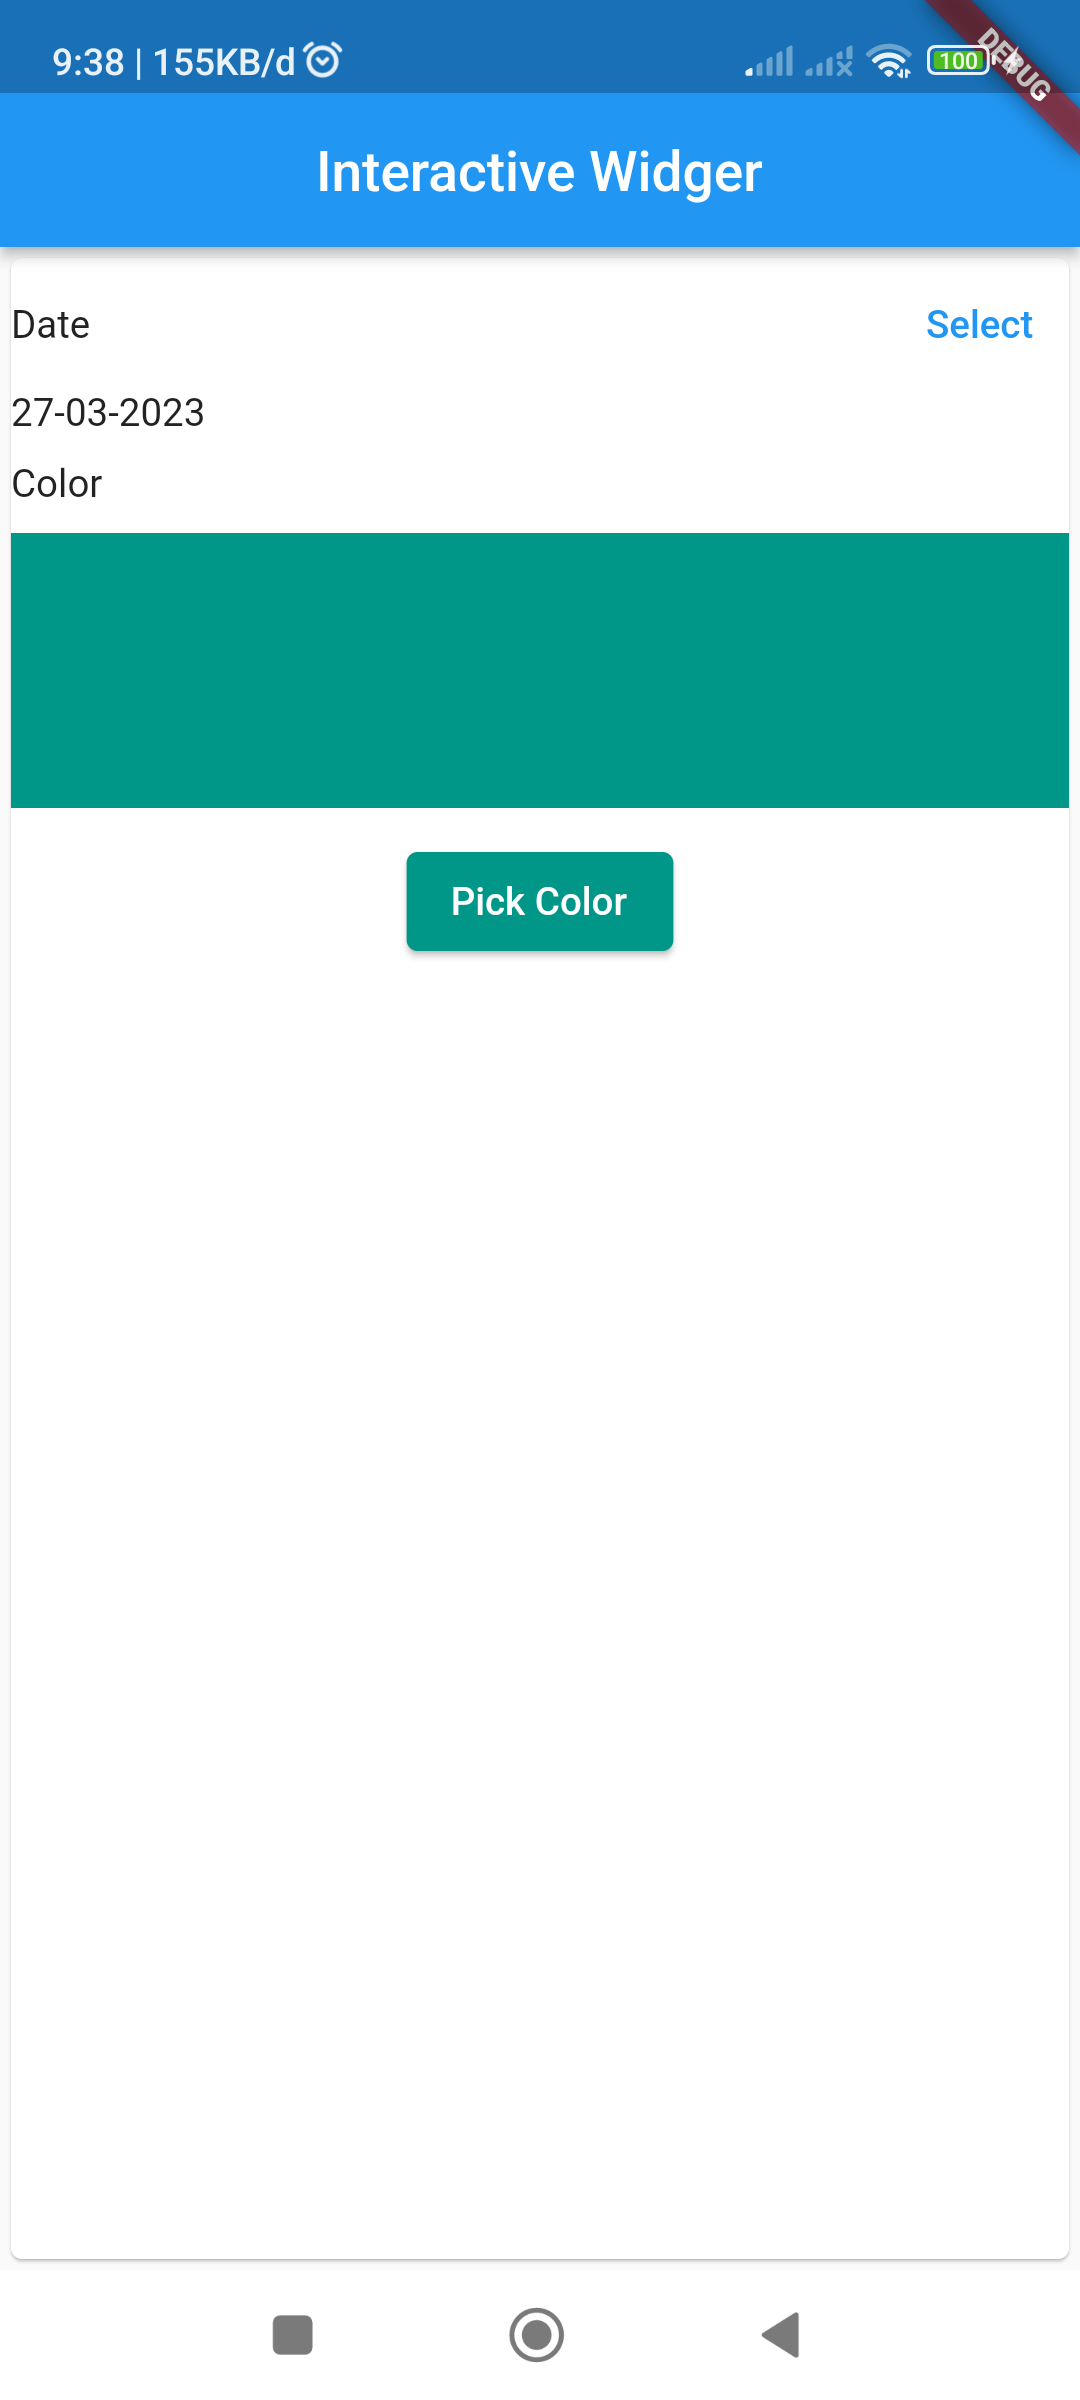 9:38 | 155KB/d
100
DEBUG
Interactive Widger
Date
Select
27-03-2023
Color
Pick Color